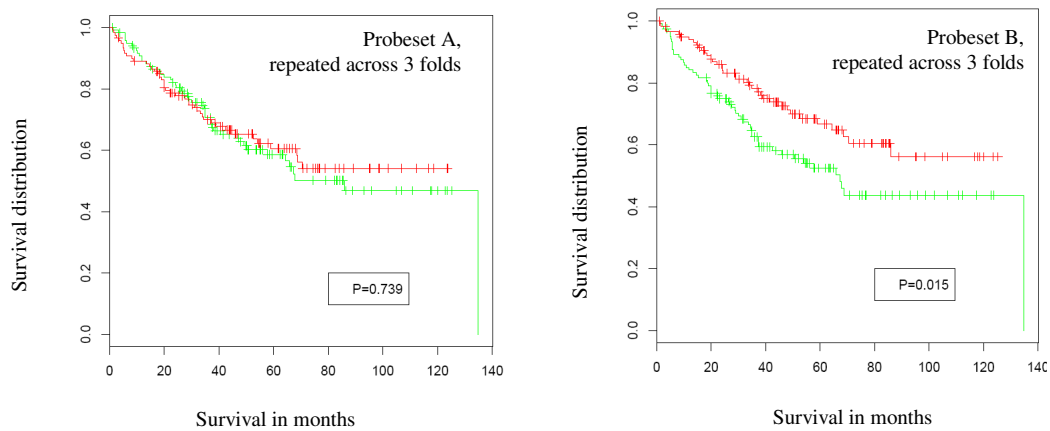 Probeset A,
repeated across 3 folds
Survival distribution
1.0
0.8
0.6
0.4
0.2
0.0
P=0.739
0 20 40 60 80 100 120 140
Survival in months
Probeset B,
repeated across 3 folds
Survival distribution
1.0
0.8
0.6
0.4
0.2
0.0
P=0.015
0 20 40 60 80 100 120 140
Survival in months